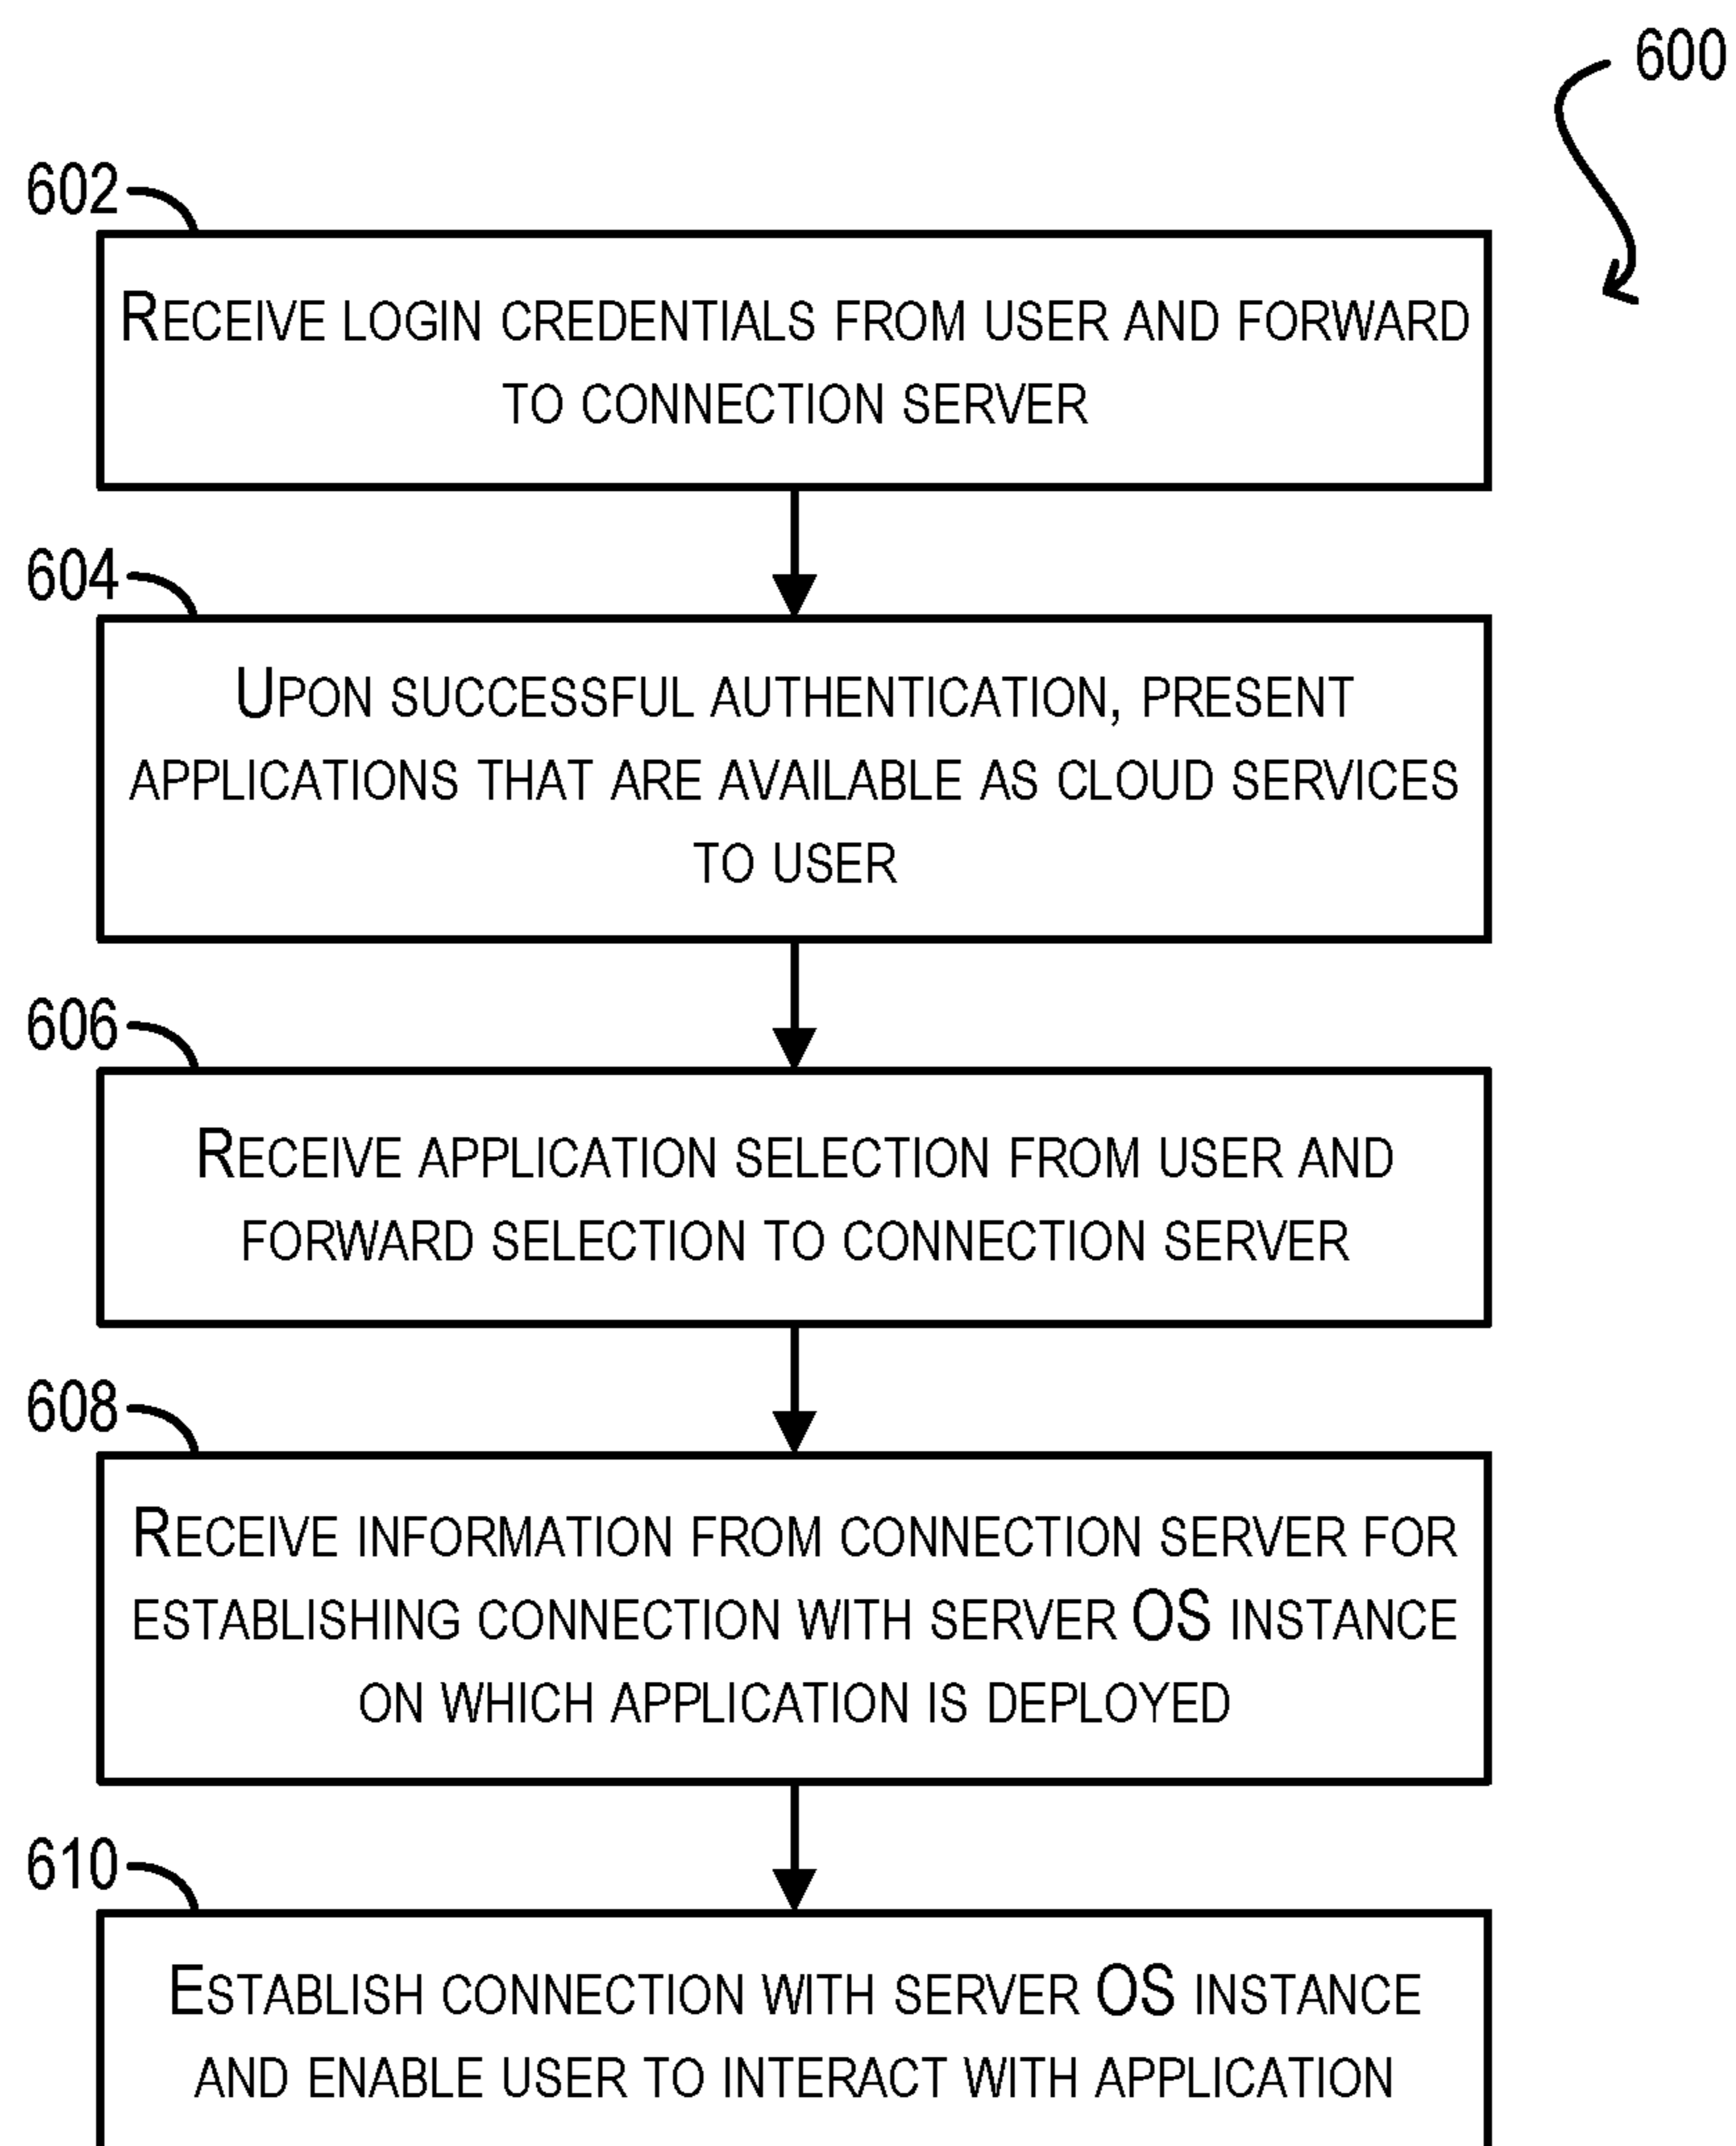 600
602
RECEIVE LOGIN CREDENTIALS FROM USER AND FORWARD
TO CONNECTION SERVER
604
UPON SUCCESSFUL AUTHENTICATION, PRESENT
APPLICATIONS THAT ARE AVAILABLE AS CLOUD SERVICES
TO USER
606
RECEIVE APPLICATION SELECTION FROM USER AND
FORWARD SELECTION TO CONNECTION SERVER
608
RECEIVE INFORMATION FROM CONNECTION SERVER FOR
ESTABLISHING CONNECTION WITH SERVER OS INSTANCE
ON WHICH APPLICATION IS DEPLOYED
610
ESTABLISH CONNECTION WITH SERVER OS INSTANCE
AND ENABLE USER TO INTERACT WITH APPLICATION